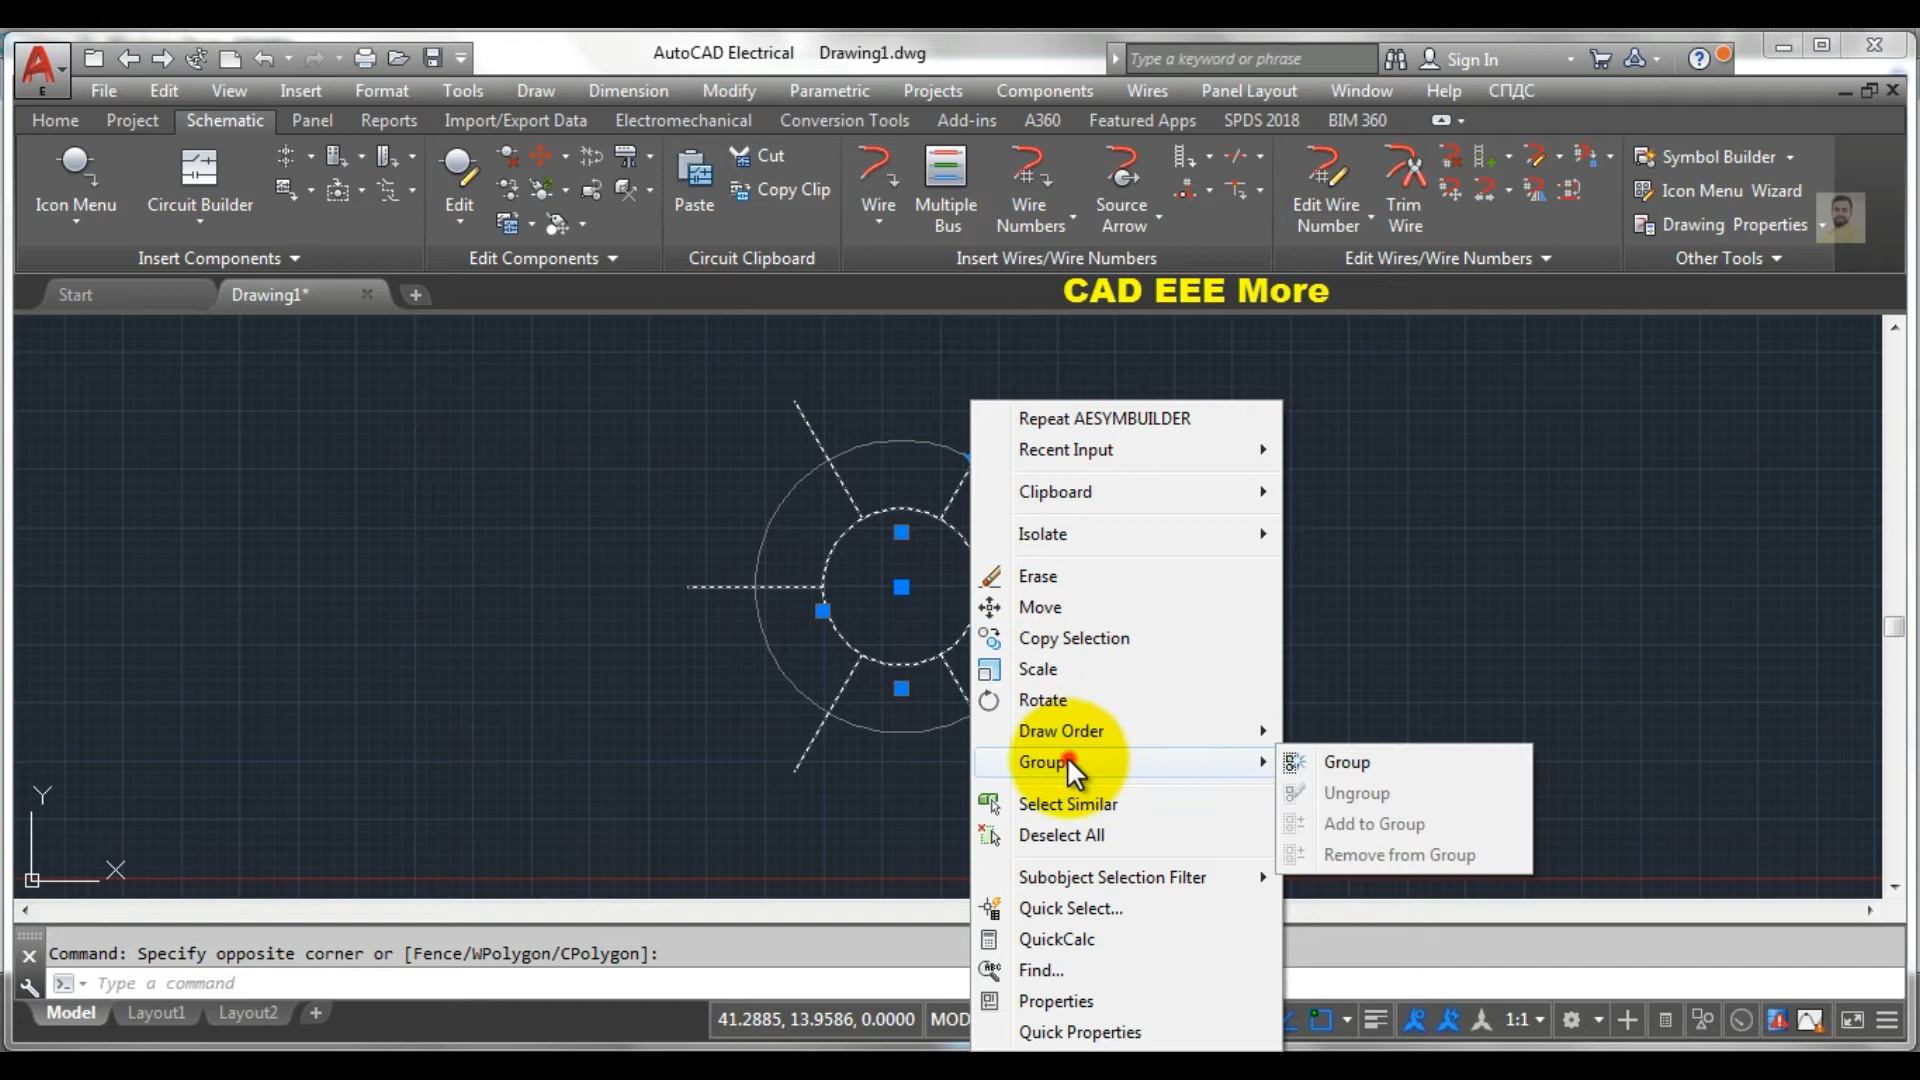 AutoCAD Electrical Drawing1.dwg
Type a keyword or phrase
Sign In
E
File Edit View Insert Format Tools Draw Dimension Modify Parametric Projects Components Wires Panel Layout Window Help СПДС
Home Project Schematic Panel Reports Import/Export Data Electromechanical Conversion Tools Add-ins A360 Featured Apps SPDS 2018 BIM 360
Icon Menu
Circuit Builder
Insert Components
Edit
Edit Components
Paste
Cut
Copy Clip
Circuit Clipboard
Wire
Multiple
Bus
Wire
Numbers
Source
Arrow
Insert Wires/Wire Numbers
Edit Wire
Number
Trim
Wire
Edit Wires/Wire Numbers
Symbol Builder
Icon Menu Wizard
Drawing Properties
Other Tools
Start
Drawing1*
CAD EEE More
Repeat AESYMBUILDER
Recent Input
Clipboard
Isolate
Erase
Move
Copy Selection
Scale
Rotate
Draw Order
Group
Select Similar
Deselect All
Subobject Selection Filter
Quick Select...
QuickCalc
Find...
Properties
Quick Properties
Group
Ungroup
Add to Group
Remove from Group
Y
X
Command: Specify opposite corner or [Fence/WPolygon/CPolygon]:
Type a command
Model Layout1 Layout2
41.2885, 13.9586, 0.0000 MOD
1:1